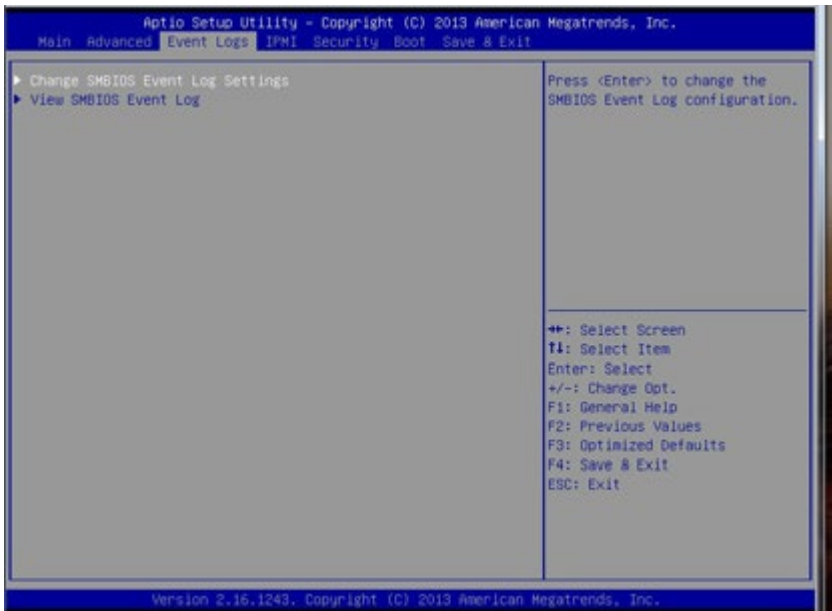 Aptio Setup Utility – Copyright (C) 2013 American Megatrends, Inc.
Main Advanced Event Logs IPMI Security Boot Save & Exit
▶ Change SMBIOS Event Log Settings
▶ View SMBIOS Event Log
Press <Enter> to change the
SMBIOS Event Log configuration.
→←: Select Screen
↑↓: Select Item
Enter: Select
+/-: Change Opt.
F1: General Help
F2: Previous Values
F3: Optimized Defaults
F4: Save & Exit
ESC: Exit
Version 2.16.1243. Copyright (C) 2013 American Megatrends, Inc.